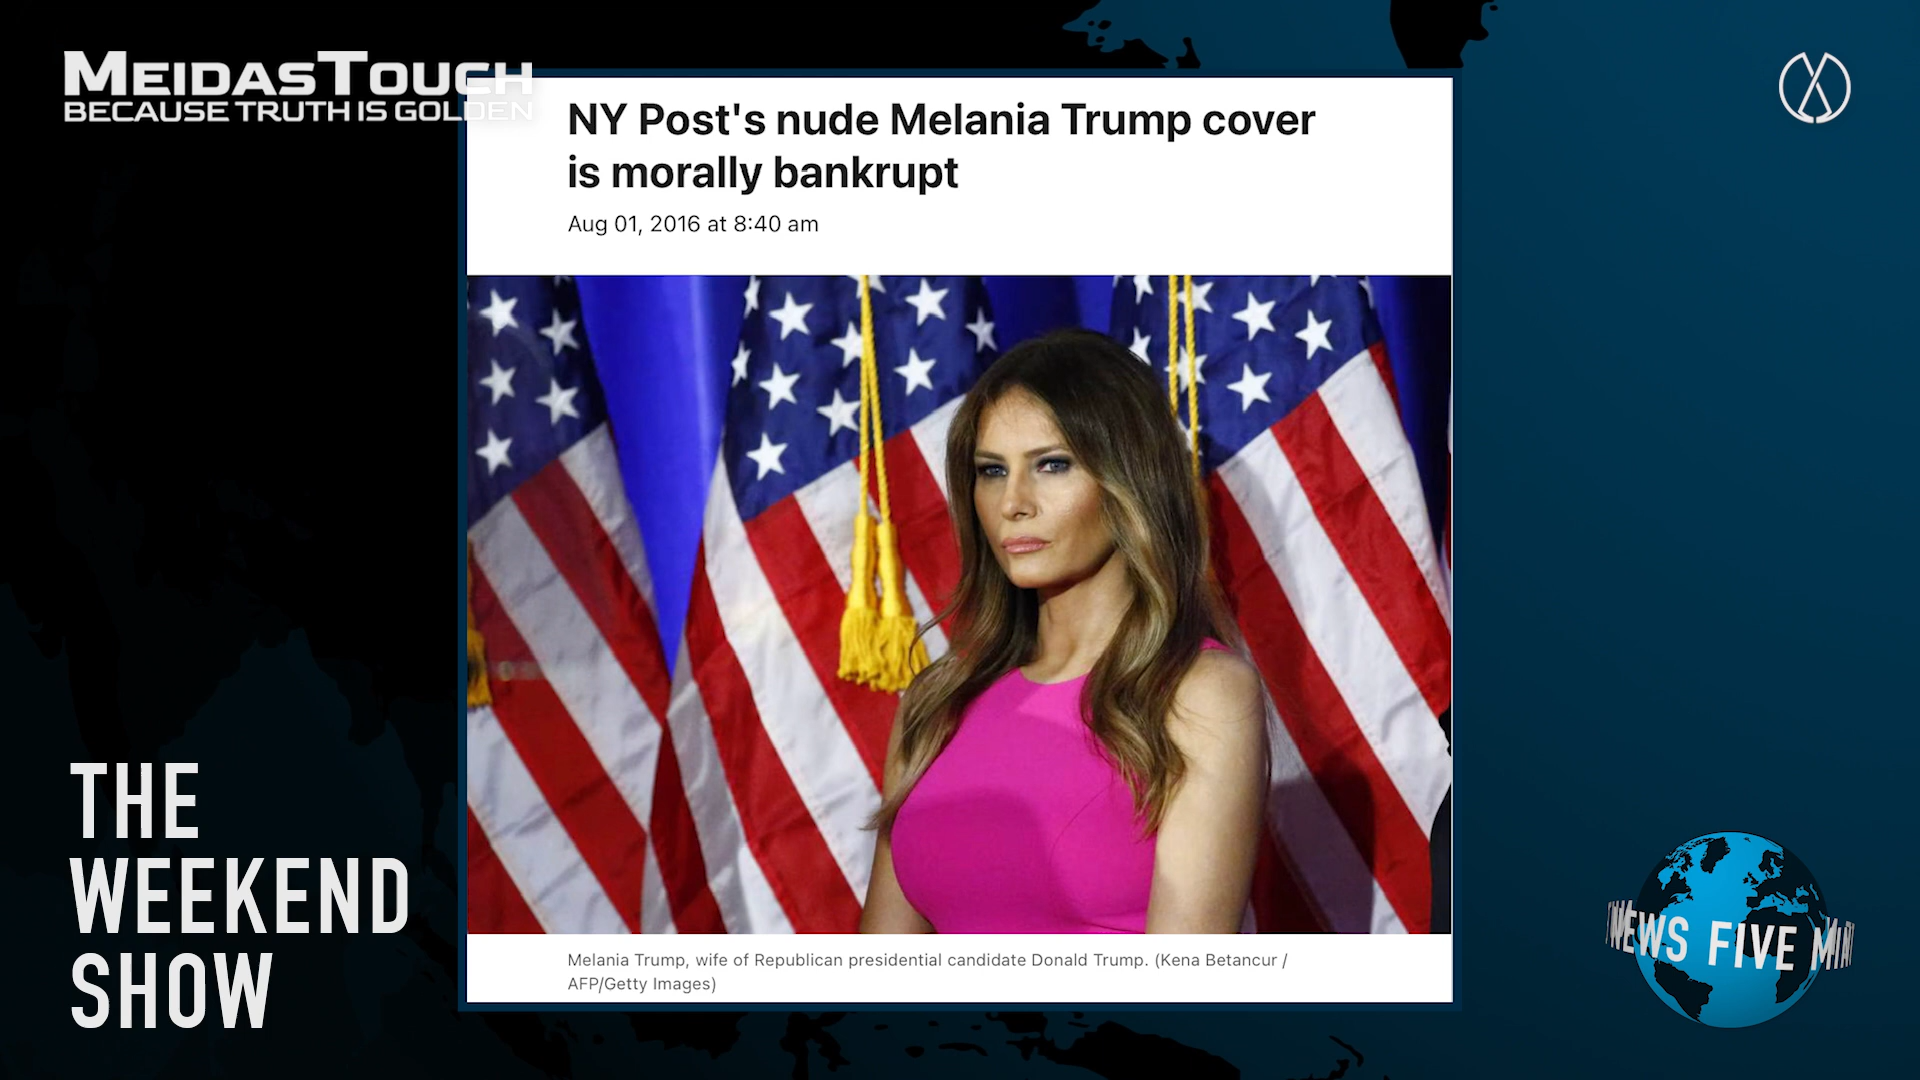 MEIDASTOUCH
BECAUSE TRUTH IS GOLDEN
NY Post's nude Melania Trump cover
is morally bankrupt
Aug 01, 2016 at 8:40 am
Melania Trump, wife of Republican presidential candidate Donald Trump. (Kena Betancur /
AFP/Getty Images)
THE
WEEKEND
SHOW
NEWS FIVE